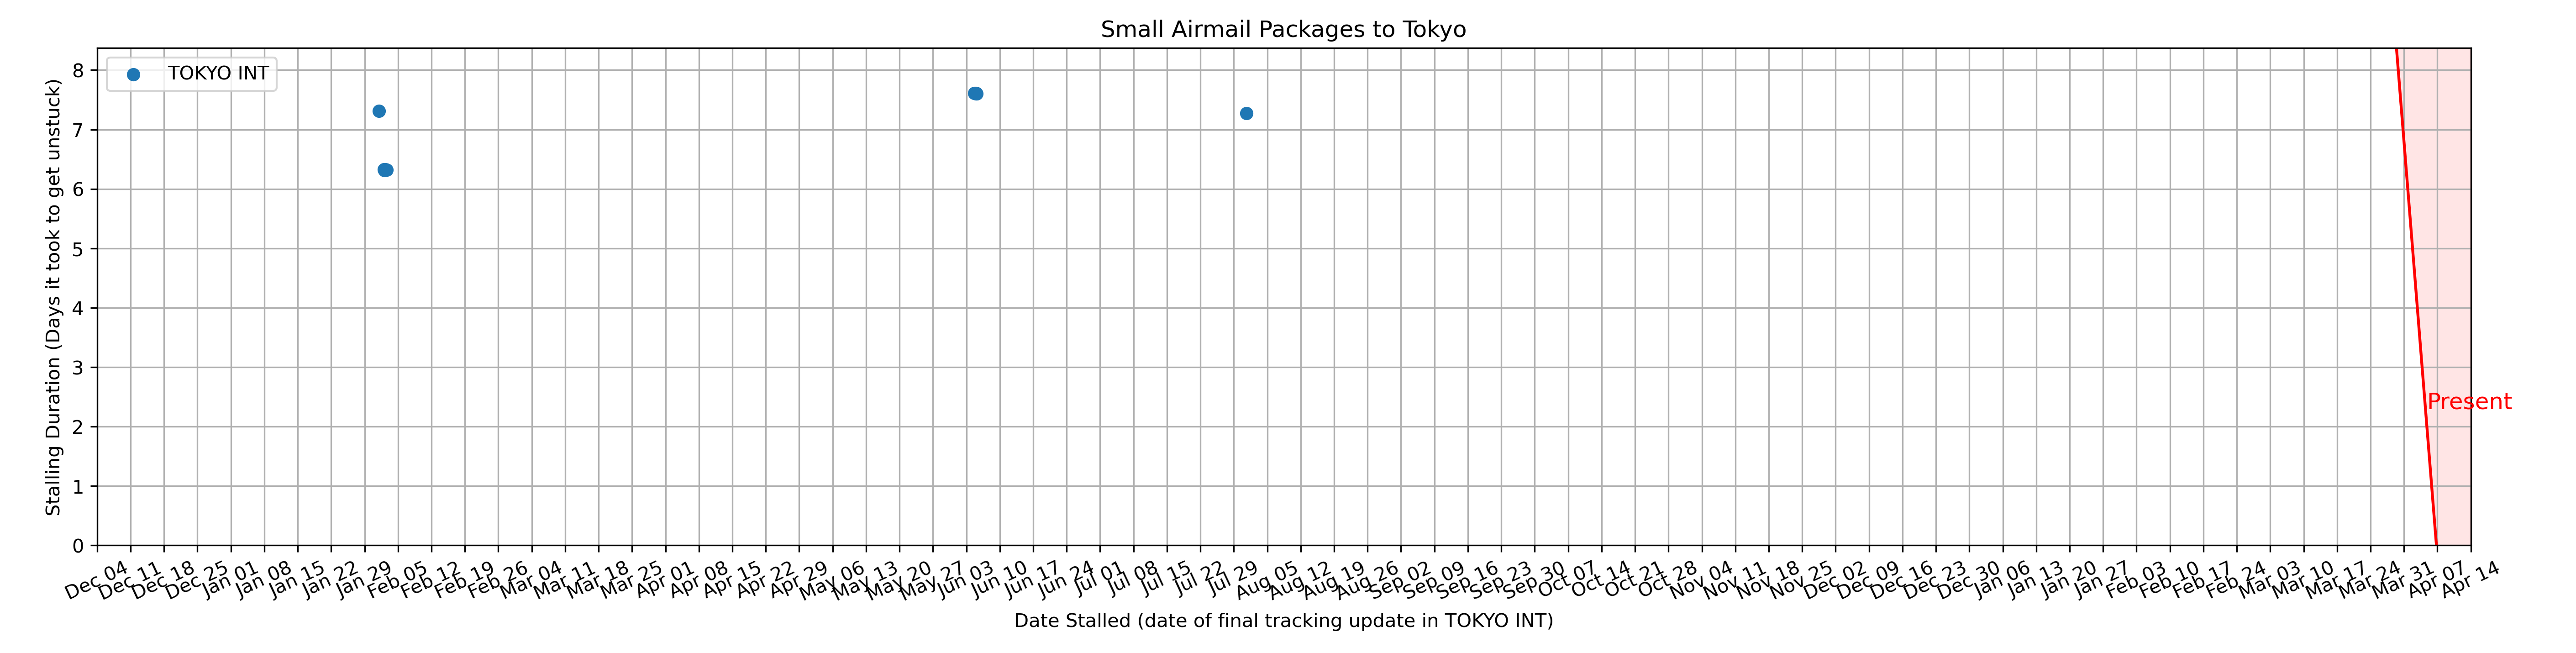 Small Airmail Packages to Tokyo
TOKYO INT
Stalling Duration (Days it took to get unstuck)
8
7
6
5
4
3
2
1
0
Present
Dec 04
Dec 11
Dec 18
Dec 25
Jan 01
Jan 08
Jan 15
Jan 22
Jan 29
Feb 05
Feb 12
Feb 19
Feb 26
Mar 04
Mar 11
Mar 18
Mar 25
Apr 01
Apr 08
Apr 15
Apr 22
Apr 29
May 06
May 13
May 20
May 27
Jun 03
Jun 10
Jun 17
Jun 24
Jul 01
Jul 08
Jul 15
Jul 22
Jul 29
Aug 05
Aug 12
Aug 19
Aug 26
Sep 02
Sep 09
Sep 16
Sep 23
Sep 30
Oct 07
Oct 14
Oct 21
Oct 28
Nov 04
Nov 11
Nov 18
Nov 25
Dec 02
Dec 09
Dec 16
Dec 23
Dec 30
Jan 06
Jan 13
Jan 20
Jan 27
Feb 03
Feb 10
Feb 17
Feb 24
Mar 03
Mar 10
Mar 17
Mar 24
Mar 31
Apr 07
Apr 14
Date Stalled (date of final tracking update in TOKYO INT)